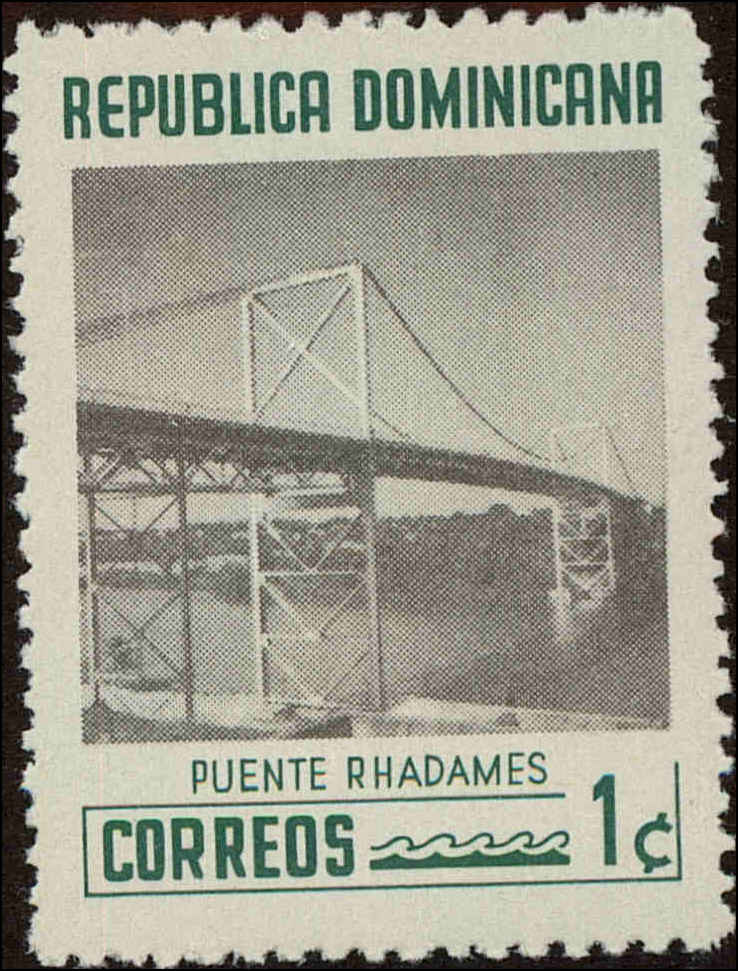 REPUBLICA DOMINICANA
PUENTE RHADAMES
CORREOS 1¢